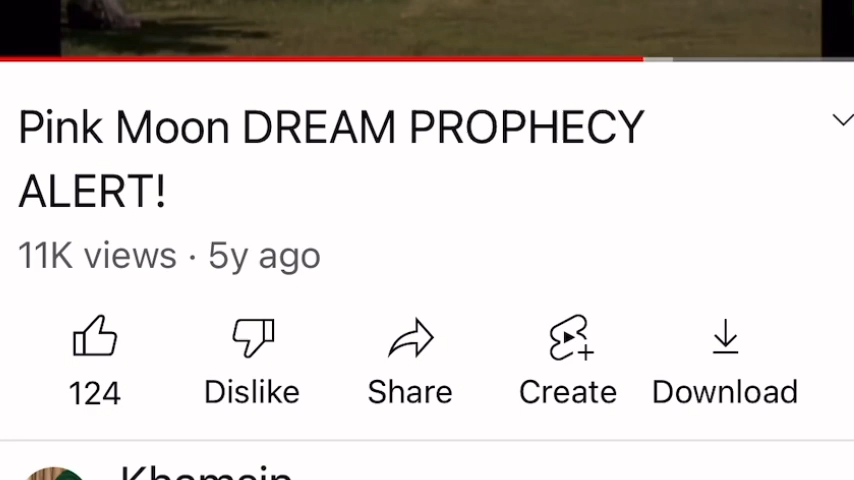 Pink Moon DREAM PROPHECY
ALERT!
11K views · 5y ago
124 Dislike Share Create Download